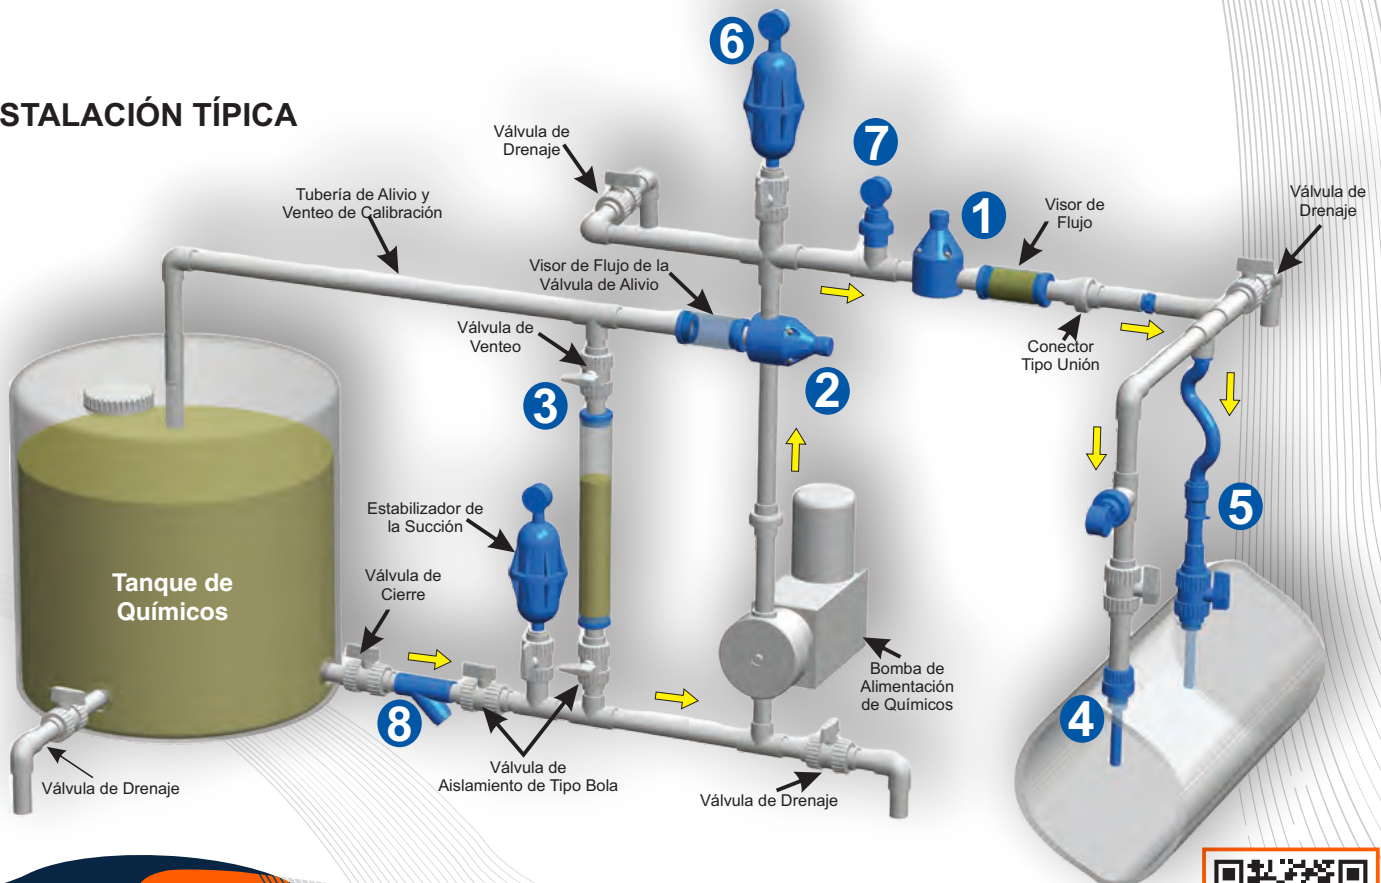 STALACIÓN TÍPICA
6
7
1
Válvula de
Drenaje
Tubería de Alivio y
Venteo de Calibración
Visor de
Flujo
Válvula de
Drenaje
Visor de Flujo de la
Válvula de Alivio
Válvula de
Venteo
Conector
Tipo Unión
3
2
Estabilizador de
la Succión
5
Tanque de
Químicos
Válvula de
Cierre
Bomba de
Alimentación
de Químicos
8
4
Válvula de Drenaje
Válvula de
Aislamiento de Tipo Bola
Válvula de Drenaje